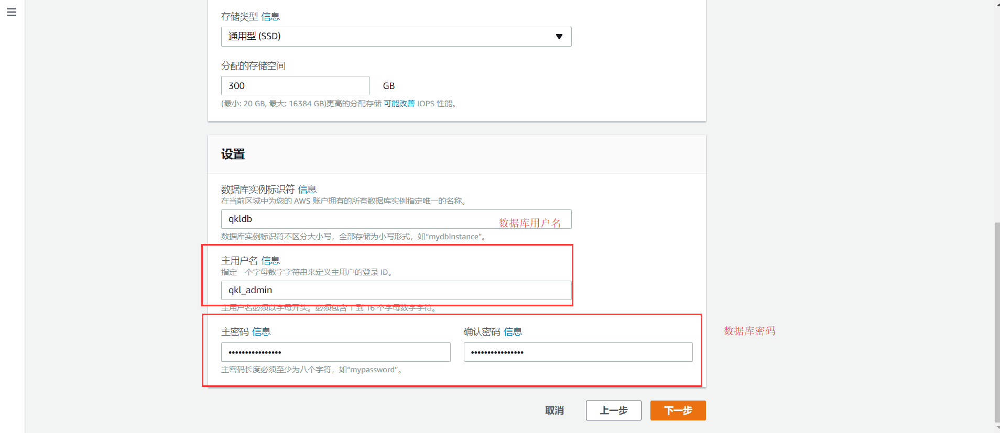 存储类型 信息
通用型 (SSD)
分配的存储空间
300 GB
(最小: 20 GB, 最大: 16384 GB)更高的分配存储 可能改善 IOPS 性能。
设置
数据库实例标识符 信息
在当前区域中为您的 AWS 账户拥有的所有数据库实例指定唯一的名称。
qkldb
数据库用户名
数据库实例标识符不区分大小写，全部存储为小写形式，如“mydbinstance”。
主用户名 信息
指定一个字母数字字符串来定义主用户的登录 ID。
qkl_admin
主用户名必须以字母开头。必须包含 1 到 16 个字母数字字符。
主密码 信息 确认密码 信息
数据库密码
•••••••••••••••• ••••••••••••••••
主密码长度必须至少为八个字符，如“mypassword”。
取消 上一步 下一步